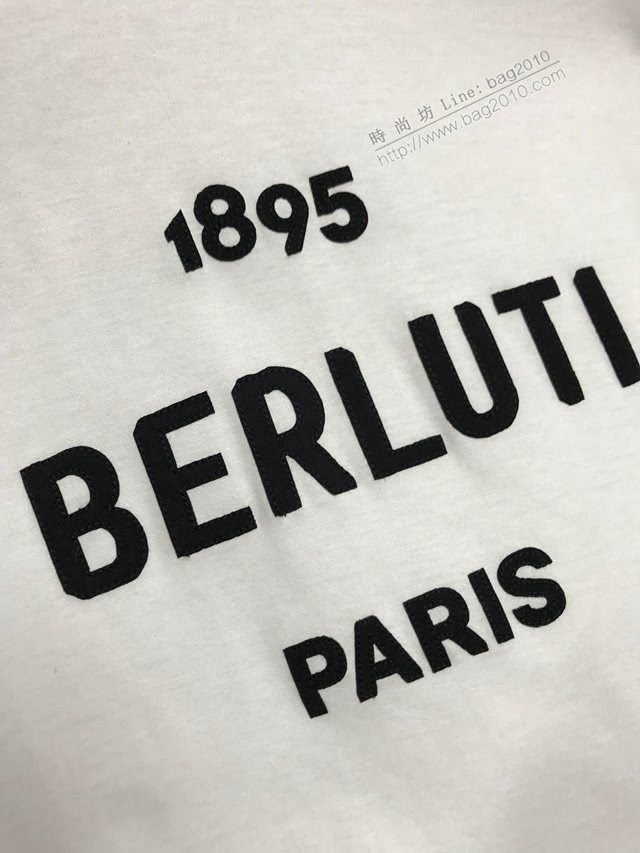 時尚坊 Line: bag2010
http://www.bag2010.com
1895
BERLUTI
PARIS